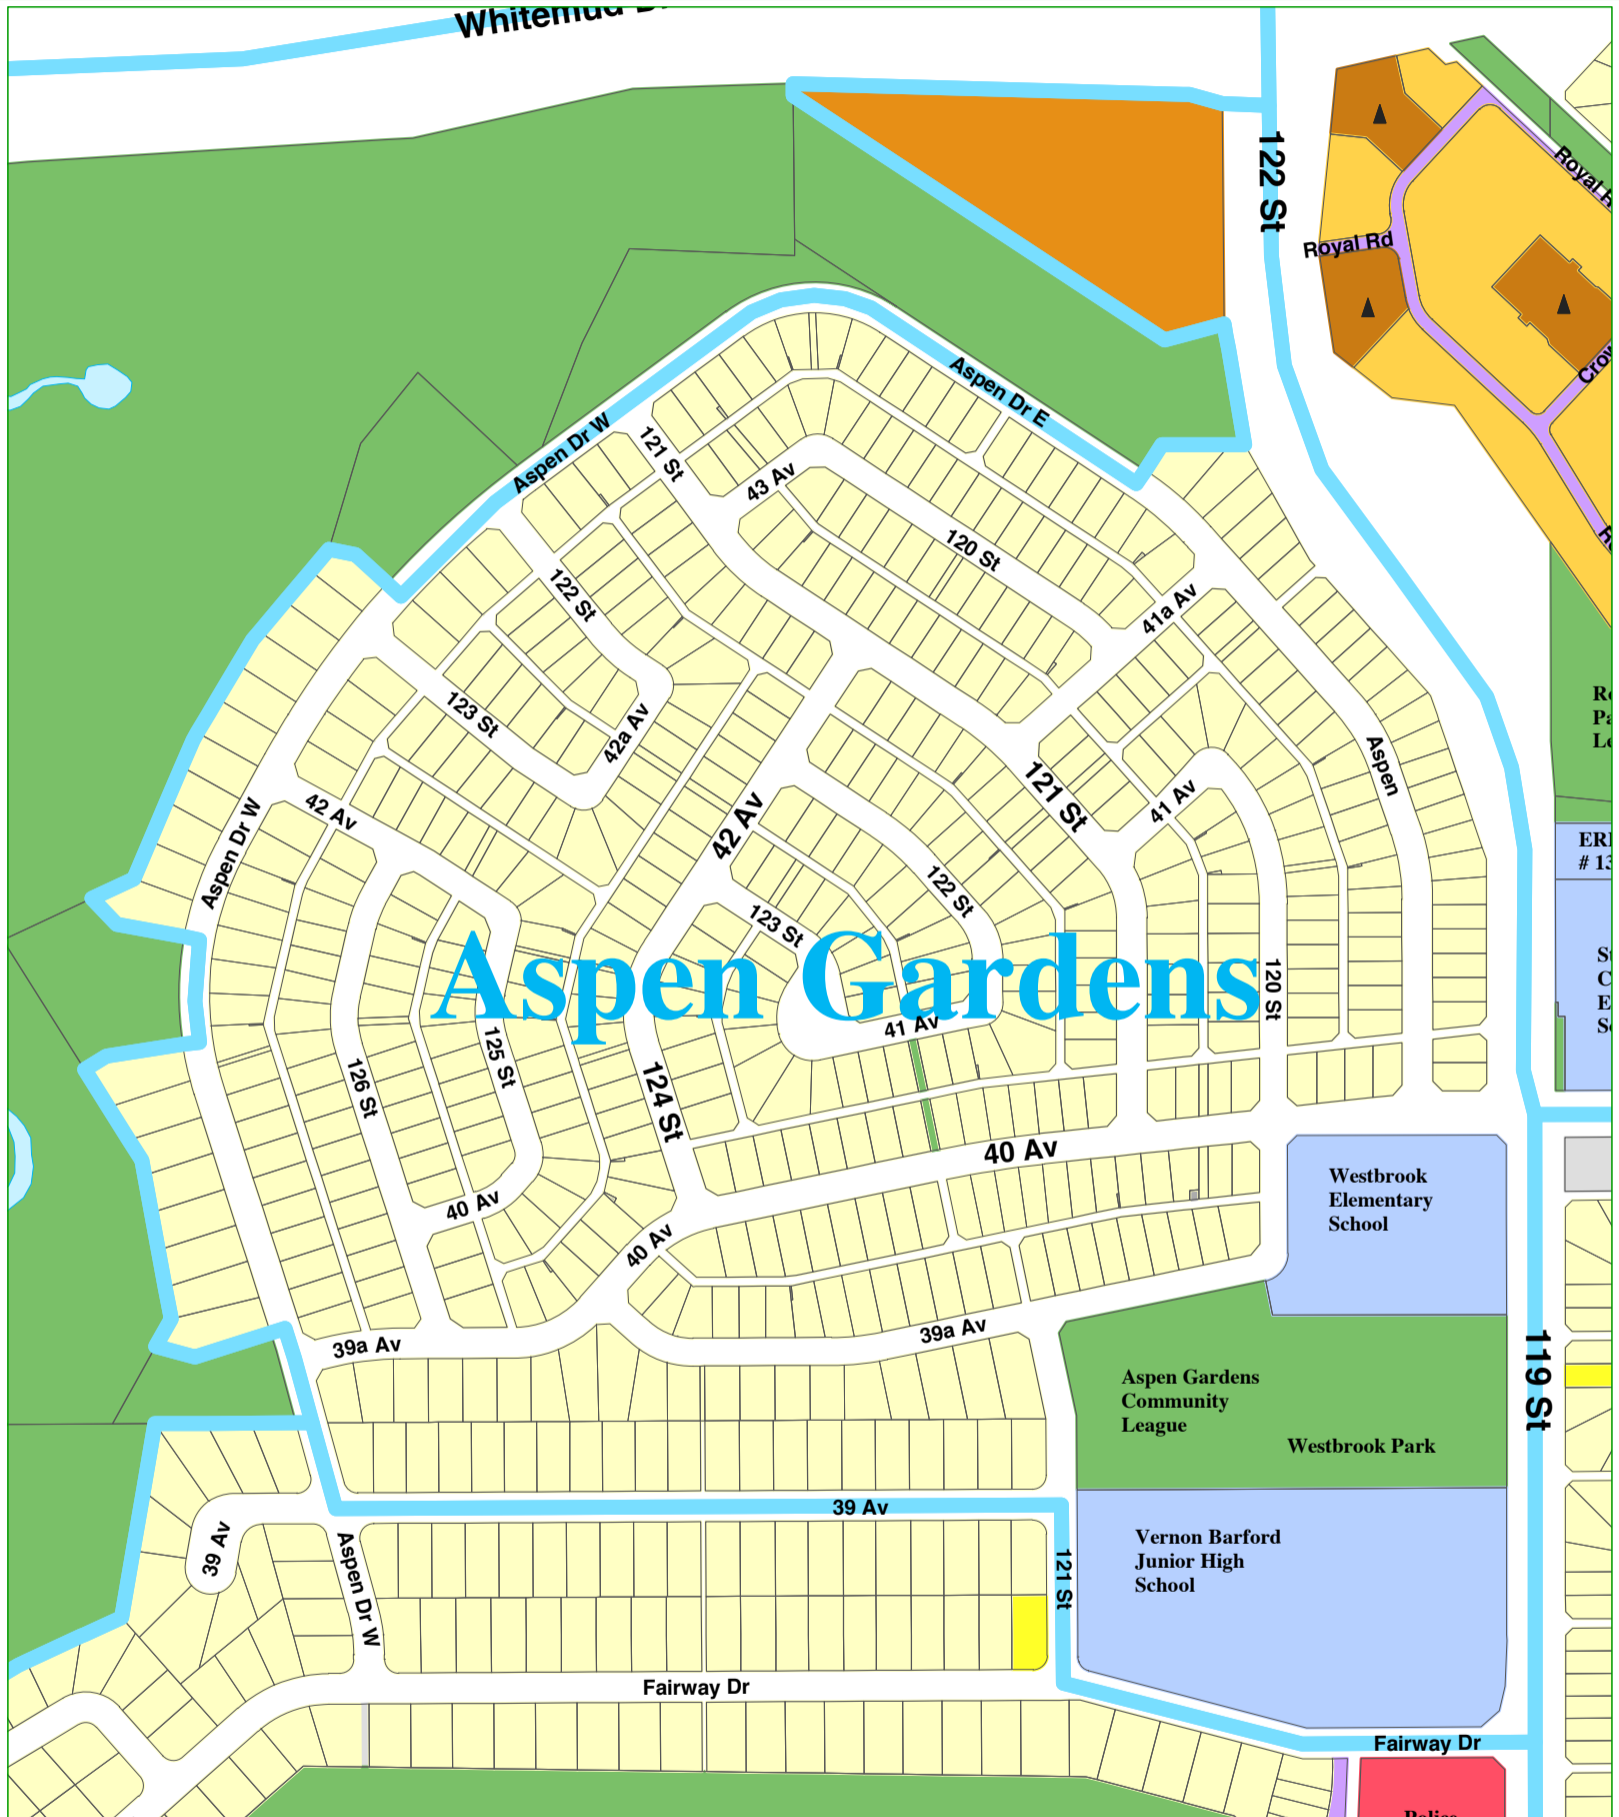 Whitemud
122 St
Royal
Royal Rd
Aspen Dr E
Aspen Dr W
121 St
43 Av
120 St
122 St
41a Av
123 St
42a Av
Aspen
121 St
41 Av
42 Av
42 Av
Aspen Dr W
122 St
123 St
Aspen Gardens
120 St
41 Av
125 St
126 St
124 St
40 Av
Westbrook
Elementary
School
40 Av
40 Av
39a Av
39a Av
119 St
Aspen Gardens
Community
League
Westbrook Park
39 Av
39 Av
Aspen Dr W
121 St
Vernon Barford
Junior High
School
Fairway Dr
Fairway Dr